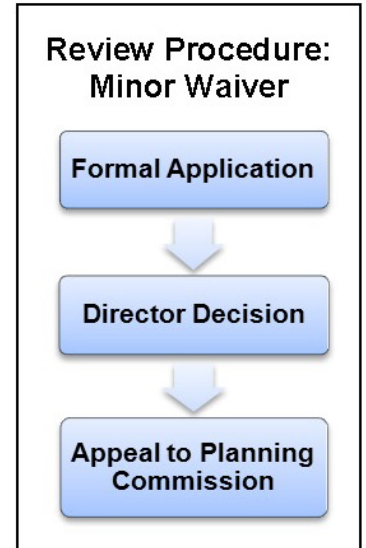 Review Procedure:
Minor Waiver
Formal Application
Director Decision
Appeal to Planning
Commission